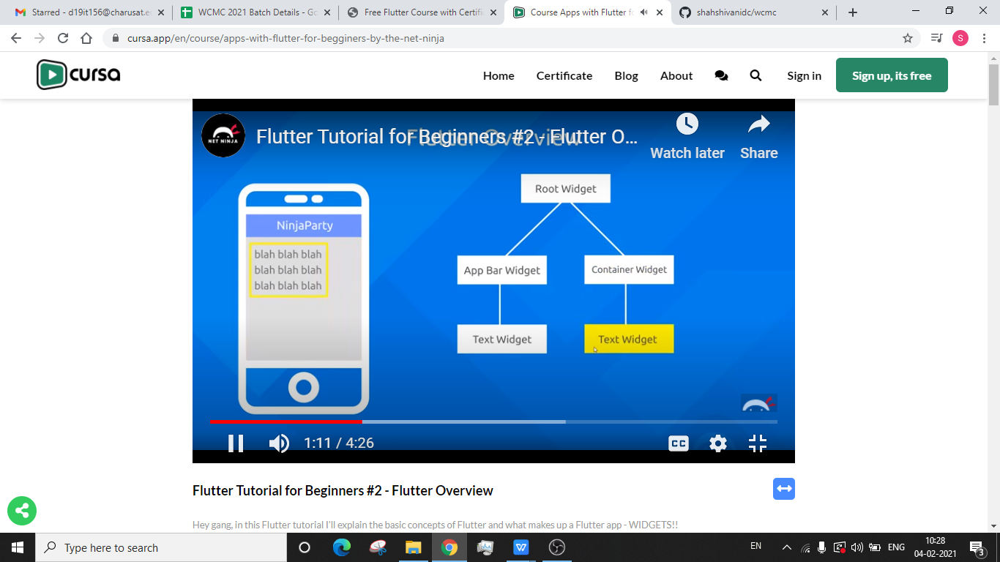 Starred - d19it156@charusat.e
WCMC 2021 Batch Details - Go
Free Flutter Course with Certifi
Course Apps with Flutter fo
shahshivanidc/wcmc
cursa.app/en/course/apps-with-flutter-for-begginers-by-the-net-ninja
S
cursa
Home
Certificate
Blog
About
Sign in
Sign up, its free
NET NINJA
Flutter Tutorial for Beginners #2 - Flutter O...
Flutter Overview
Watch later
Share
Root Widget
NinjaParty
blah blah blah
blah blah blah
blah blah blah
App Bar Widget
Container Widget
Text Widget
Text Widget
1:11 / 4:26
CC
Flutter Tutorial for Beginners #2 - Flutter Overview
Hey gang, in this Flutter tutorial I'll explain the basic concepts of Flutter and what makes up a Flutter app - WIDGETS!!
Type here to search
W
EN
ENG
10:28
04-02-2021
3